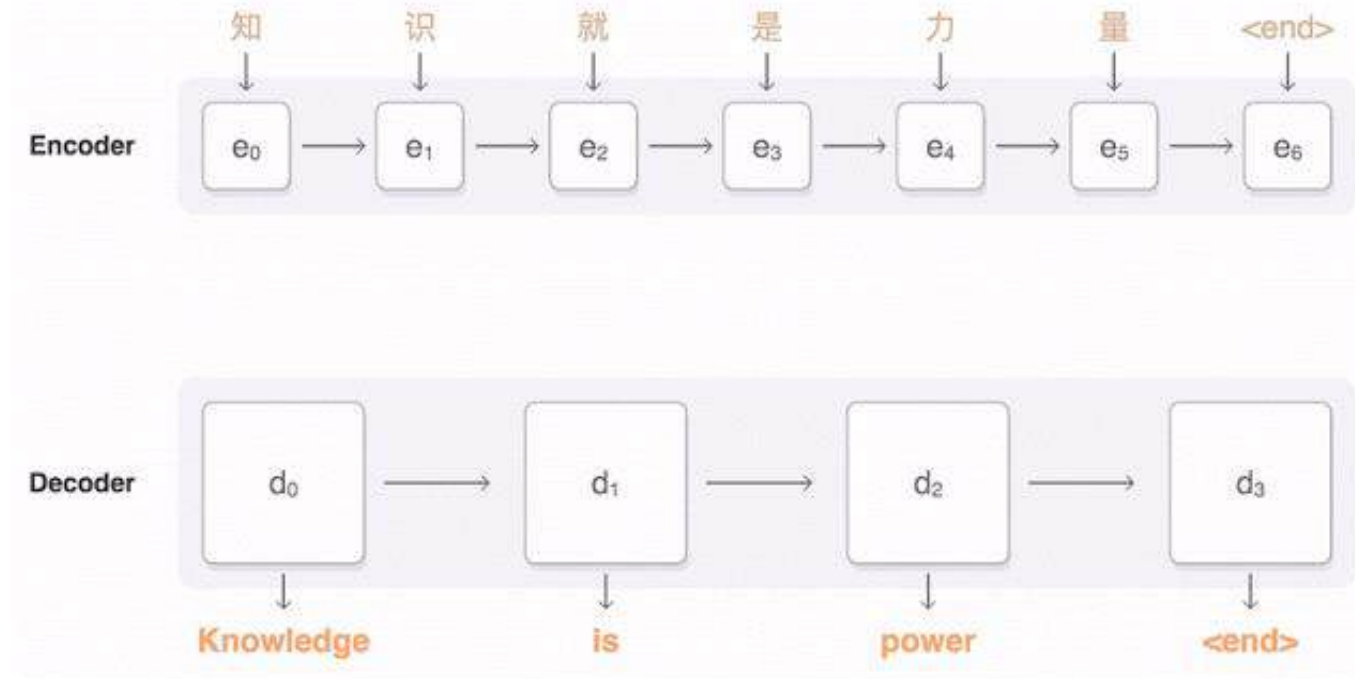 知 识 就 是 力 量 <end>
Encoder e₀ e₁ e₂ e₃ e₄ e₅ e₆
Decoder d₀ d₁ d₂ d₃
Knowledge is power <end>